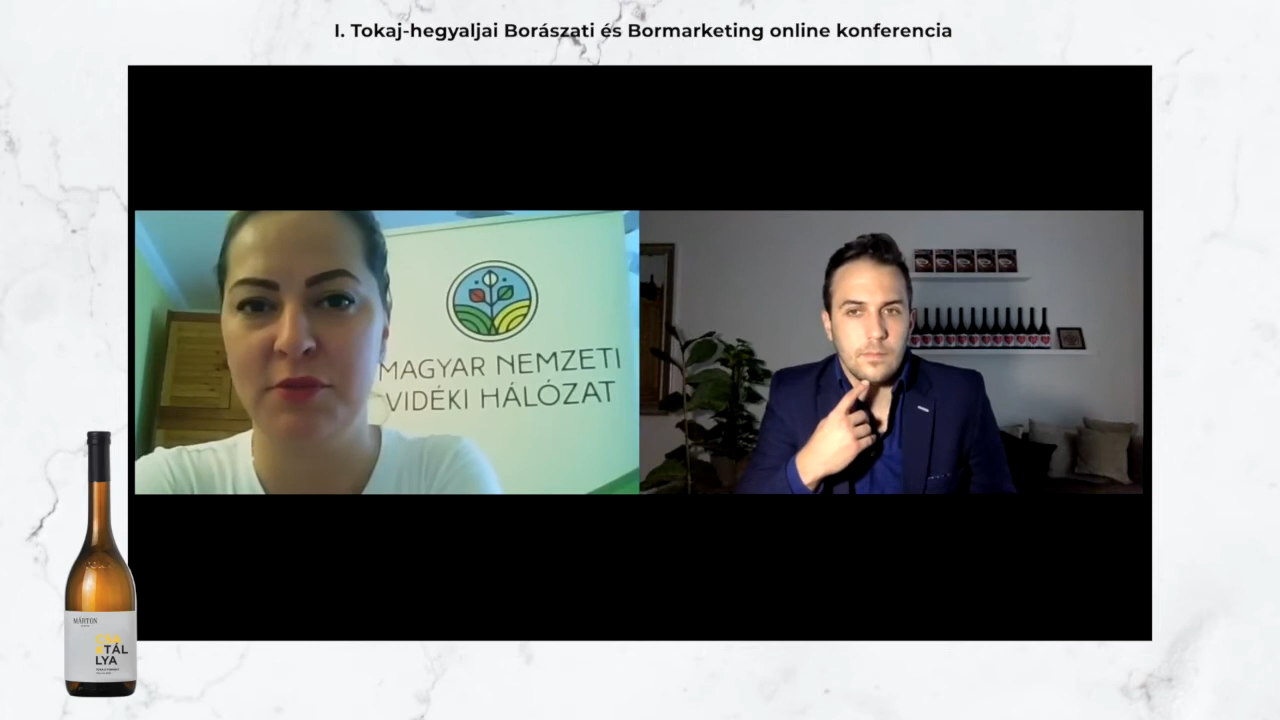 I. Tokaj-hegyaljai Borászati és Bormarketing online konferencia
MAGYAR NEMZETI
VIDÉKI HÁLÓZAT
MÁRTON
TÁL
LYA